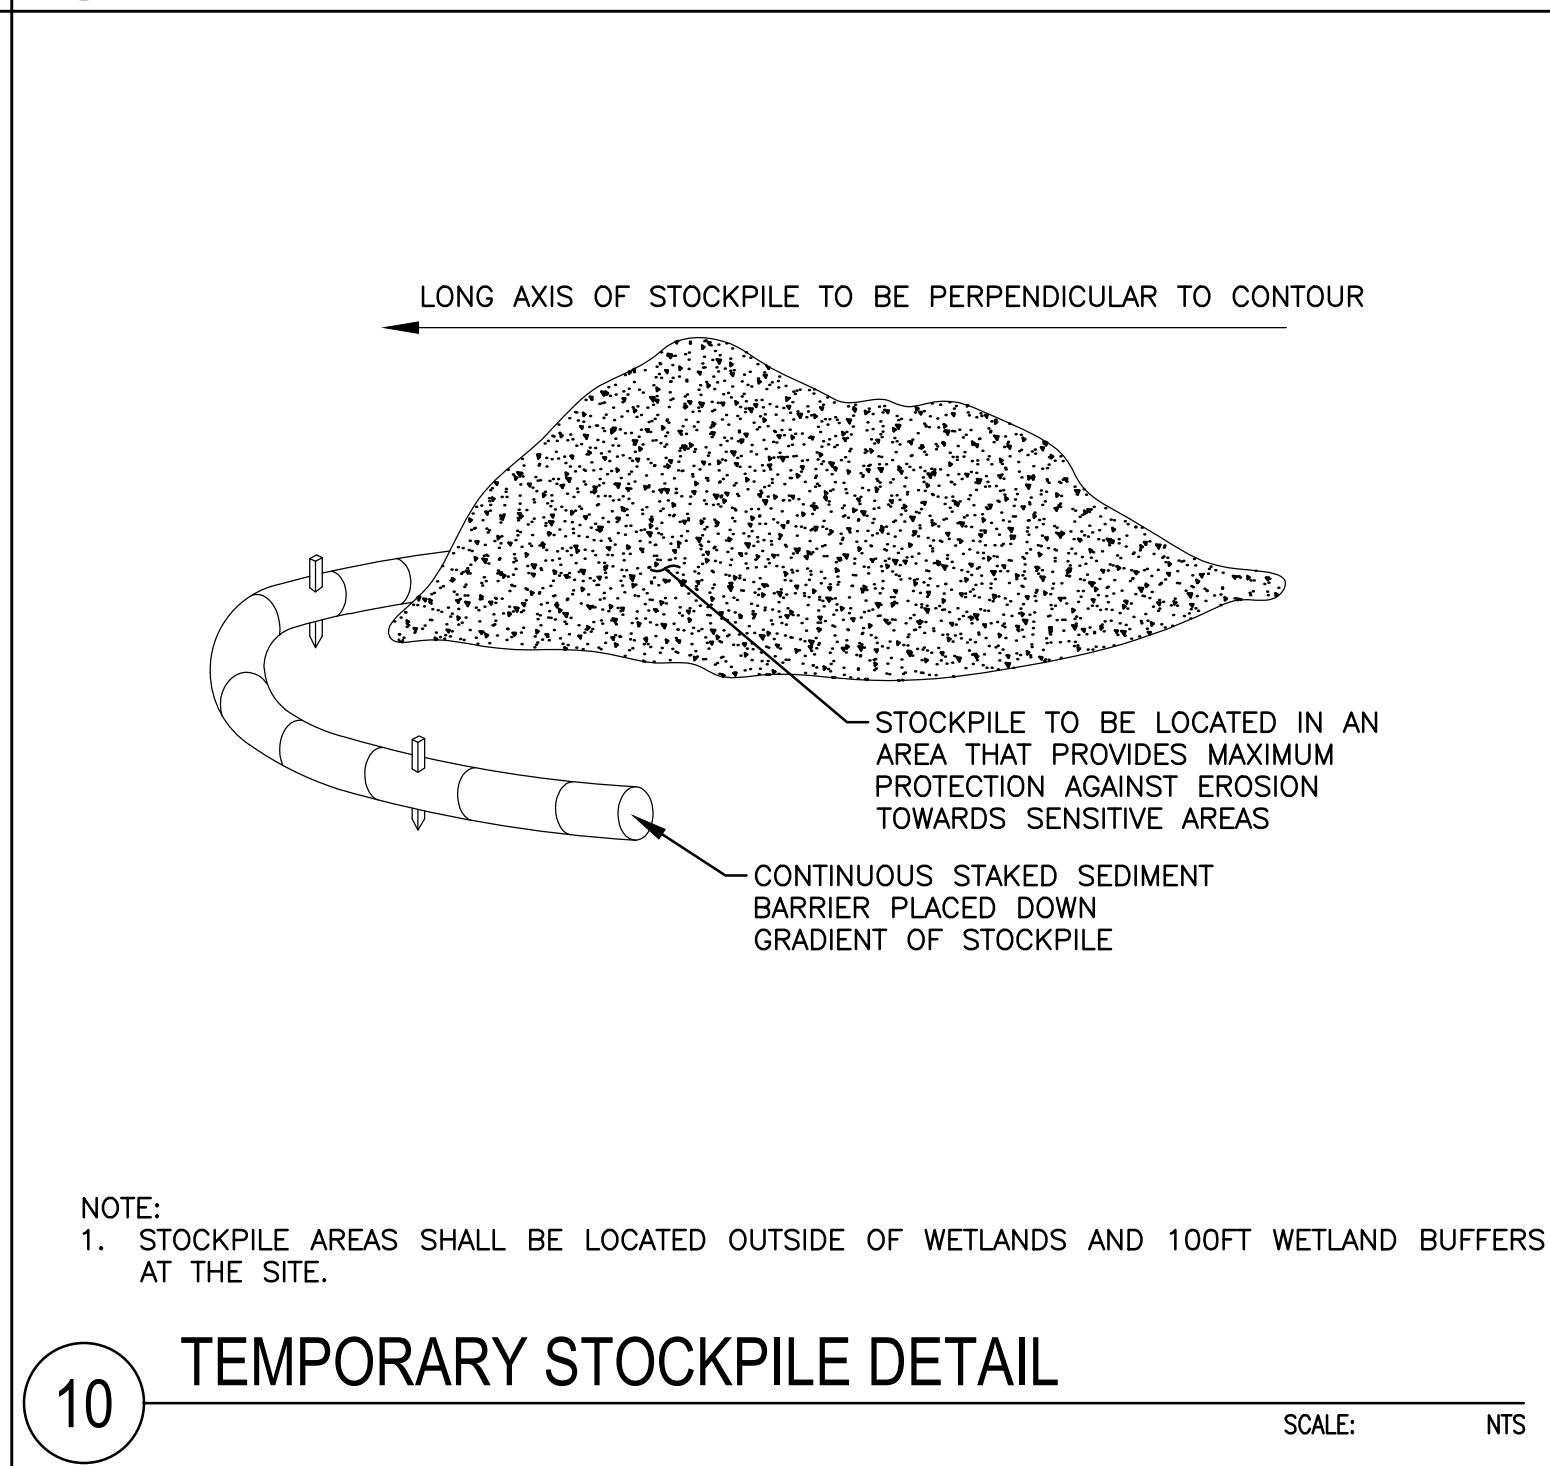 LONG AXIS OF STOCKPILE TO BE PERPENDICULAR TO CONTOUR
STOCKPILE TO BE LOCATED IN AN
AREA THAT PROVIDES MAXIMUM
PROTECTION AGAINST EROSION
TOWARDS SENSITIVE AREAS
CONTINUOUS STAKED SEDIMENT
BARRIER PLACED DOWN
GRADIENT OF STOCKPILE
NOTE:
1. STOCKPILE AREAS SHALL BE LOCATED OUTSIDE OF WETLANDS AND 100FT WETLAND BUFFERS
AT THE SITE.
10 TEMPORARY STOCKPILE DETAIL
SCALE: NTS